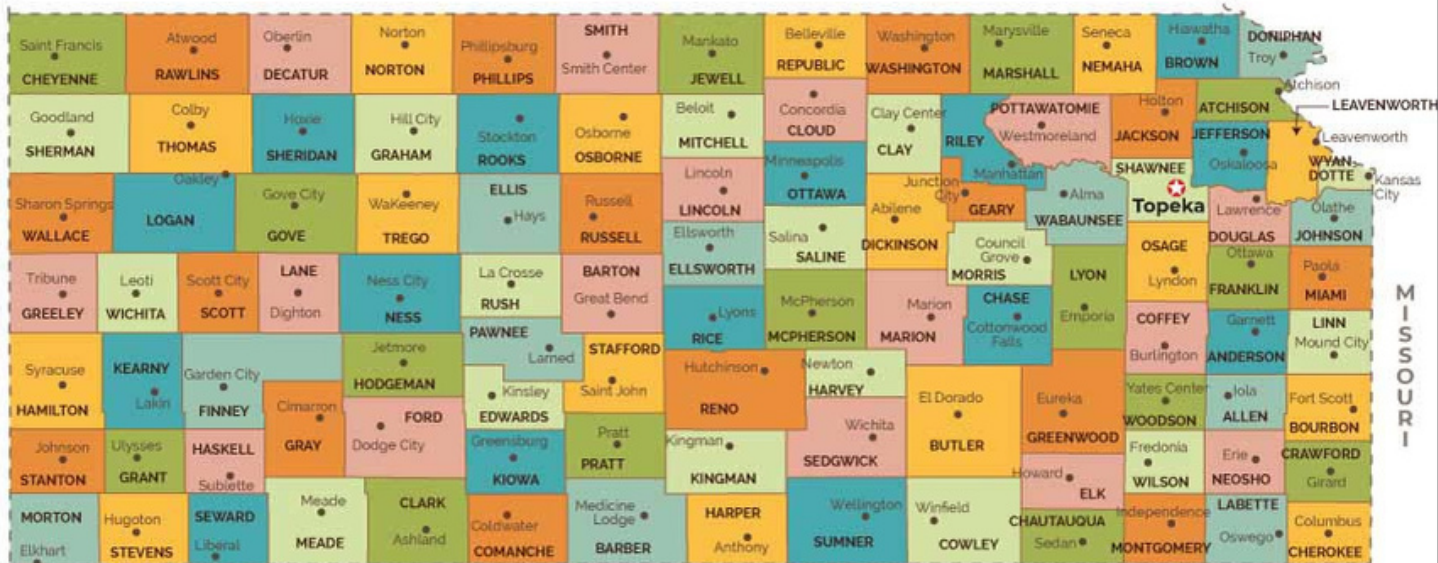 Saint Francis
CHEYENNE
Atwood
RAWLINS
Oberlin
DECATUR
Norton
NORTON
Phillipsburg
PHILLIPS
SMITH
Smith Center
Mankato
JEWELL
Belleville
REPUBLIC
Washington
WASHINGTON
Marysville
MARSHALL
Seneca
NEMAHA
Hiawatha
BROWN
DONIPHAN
Troy
Atchison
ATCHISON
LEAVENWORTH
Leavenworth
Goodland
SHERMAN
Colby
THOMAS
Hoxie
SHERIDAN
Hill City
GRAHAM
Stockton
ROOKS
Osborne
OSBORNE
Beloit
MITCHELL
Concordia
CLOUD
Clay Center
CLAY
RILEY
Manhattan
POTTAWATOMIE
Westmoreland
Holton
JACKSON
JEFFERSON
Oskaloosa
WYAN
DOTTE
Kansas
City
Minneapolis
OTTAWA
Lincoln
LINCOLN
SHAWNEE
Topeka
Sharon Springs
WALLACE
Oakley
LOGAN
Gove City
GOVE
WaKeeney
TREGO
ELLIS
Hays
Russell
RUSSELL
Ellsworth
ELLSWORTH
Salina
SALINE
Abilene
DICKINSON
Junction
City
GEARY
Alma
WABAUNSEE
Council
Grove
MORRIS
OSAGE
Lyndon
Lawrence
DOUGLAS
Olathe
JOHNSON
Tribune
GREELEY
Leoti
WICHITA
Scott City
SCOTT
LANE
Dighton
Ness City
NESS
La Crosse
RUSH
BARTON
Great Bend
Lyons
RICE
McPherson
MCPHERSON
Marion
MARION
CHASE
Cottonwood
Falls
LYON
Emporia
COFFEY
Burlington
Ottawa
FRANKLIN
Paola
MIAMI
Garnett
ANDERSON
LINN
Mound City
MISSOURI
Syracuse
HAMILTON
KEARNY
Lakin
Garden City
FINNEY
Jetmore
HODGEMAN
PAWNEE
Larned
STAFFORD
Saint John
Kinsley
EDWARDS
Hutchinson
RENO
Newton
HARVEY
El Dorado
BUTLER
Eureka
GREENWOOD
Yates Center
WOODSON
Iola
ALLEN
Fort Scott
BOURBON
Johnson
STANTON
Ulysses
GRANT
HASKELL
Sublette
Cimarron
GRAY
FORD
Dodge City
Greensburg
KIOWA
Pratt
PRATT
Kingman
KINGMAN
Wichita
SEDGWICK
Howard
ELK
Fredonia
WILSON
Erie
NEOSHO
CRAWFORD
Girard
MORTON
Elkhart
Hugoton
STEVENS
SEWARD
Liberal
Meade
MEADE
CLARK
Ashland
Coldwater
COMANCHE
Medicine
Lodge
BARBER
HARPER
Anthony
Wellington
SUMNER
Winfield
COWLEY
CHAUTAUQUA
Sedan
Independence
MONTGOMERY
LABETTE
Oswego
Columbus
CHEROKEE